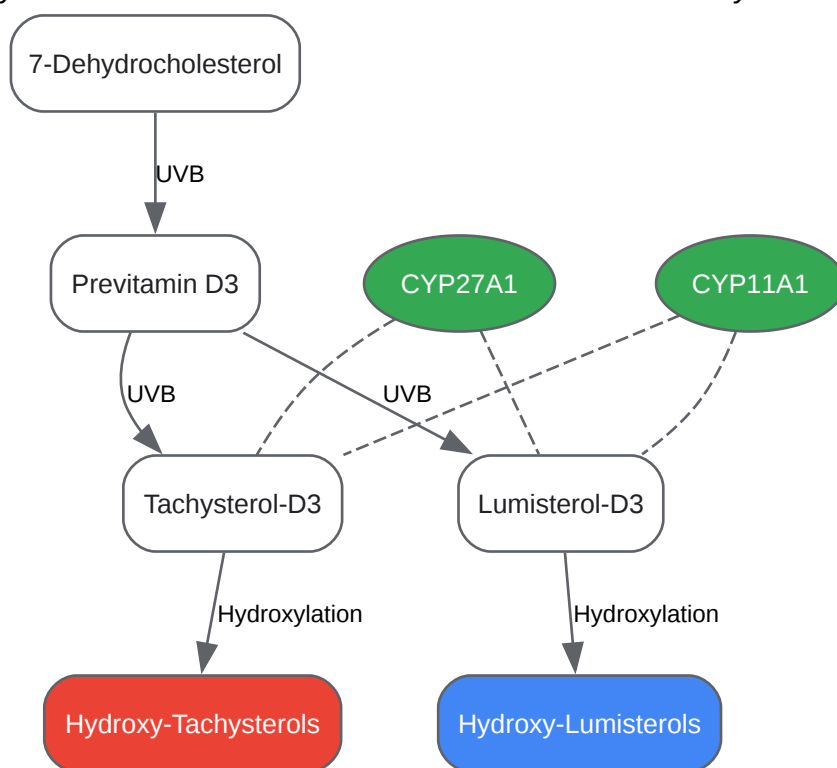 7-Dehydrocholesterol
UVB
Previtamin D3
CYP27A1
CYP11A1
UVB
UVB
Tachysterol-D3
Lumisterol-D3
Hydroxylation
Hydroxylation
Hydroxy-Tachysterols
Hydroxy-Lumisterols